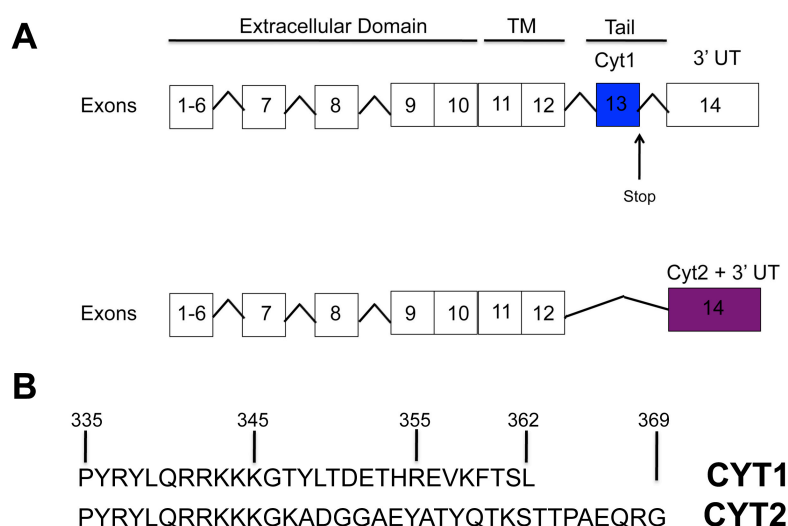 A
Extracellular Domain TM Tail
Cyt1 3' UT
Exons 1-6 7 8 9 10 11 12 13 14
Stop
Cyt2 + 3' UT
Exons 1-6 7 8 9 10 11 12 14
B
335 345 355 362 369
PYRYLQRRKKKGTYLTDETHREVKFTSL CYT1
PYRYLQRRKKKGKADGGAEYATYQTKSTTPAEQRG CYT2